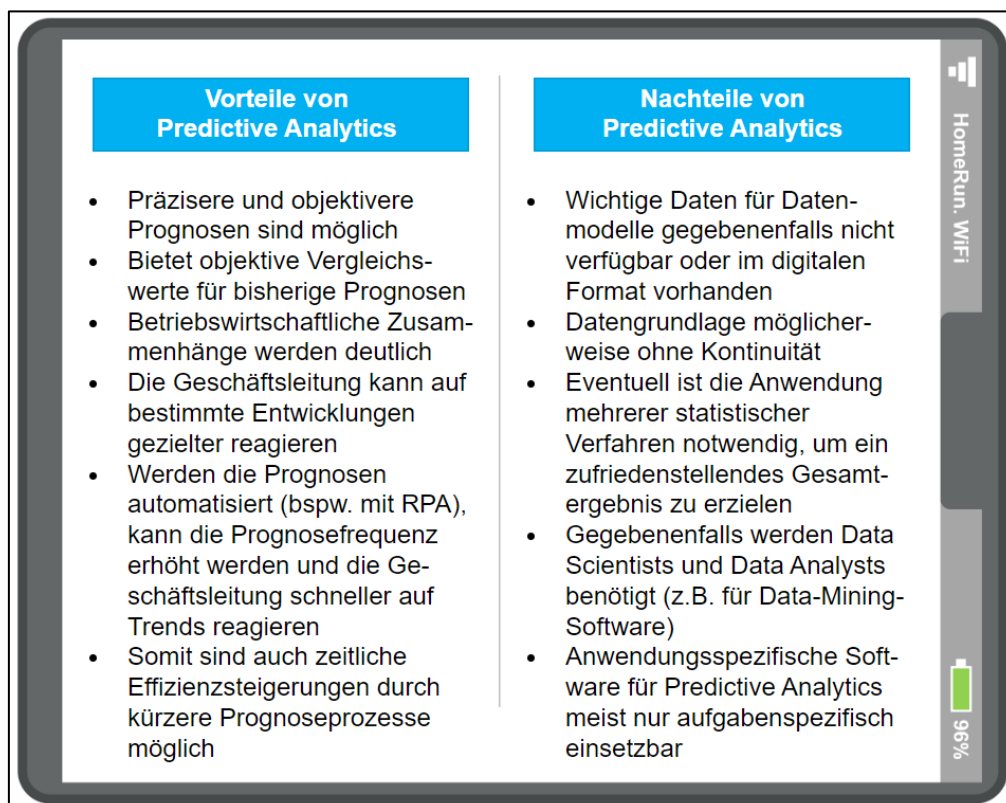 Vorteile von
Predictive Analytics
• Präzisere und objektivere
Prognosen sind möglich
• Bietet objektive Vergleichs-
werte für bisherige Prognosen
• Betriebswirtschaftliche Zusam-
menhänge werden deutlich
• Die Geschäftsleitung kann auf
bestimmte Entwicklungen
gezielter reagieren
• Werden die Prognosen
automatisiert (bspw. mit RPA),
kann die Prognosefrequenz
erhöht werden und die Ge-
schäftsleitung schneller auf
Trends reagieren
• Somit sind auch zeitliche
Effizienzsteigerungen durch
kürzere Prognoseprozesse
möglich
Nachteile von
Predictive Analytics
• Wichtige Daten für Daten-
modelle gegebenenfalls nicht
verfügbar oder im digitalen
Format vorhanden
• Datengrundlage möglicher-
weise ohne Kontinuität
• Eventuell ist die Anwendung
mehrerer statistischer
Verfahren notwendig, um ein
zufriedenstellendes Gesamt-
ergebnis zu erzielen
• Gegebenenfalls werden Data
Scientists und Data Analysts
benötigt (z.B. für Data-Mining-
Software)
• Anwendungsspezifische Soft-
ware für Predictive Analytics
meist nur aufgabenspezifisch
einsetzbar
HomeRun. WiFi
96%